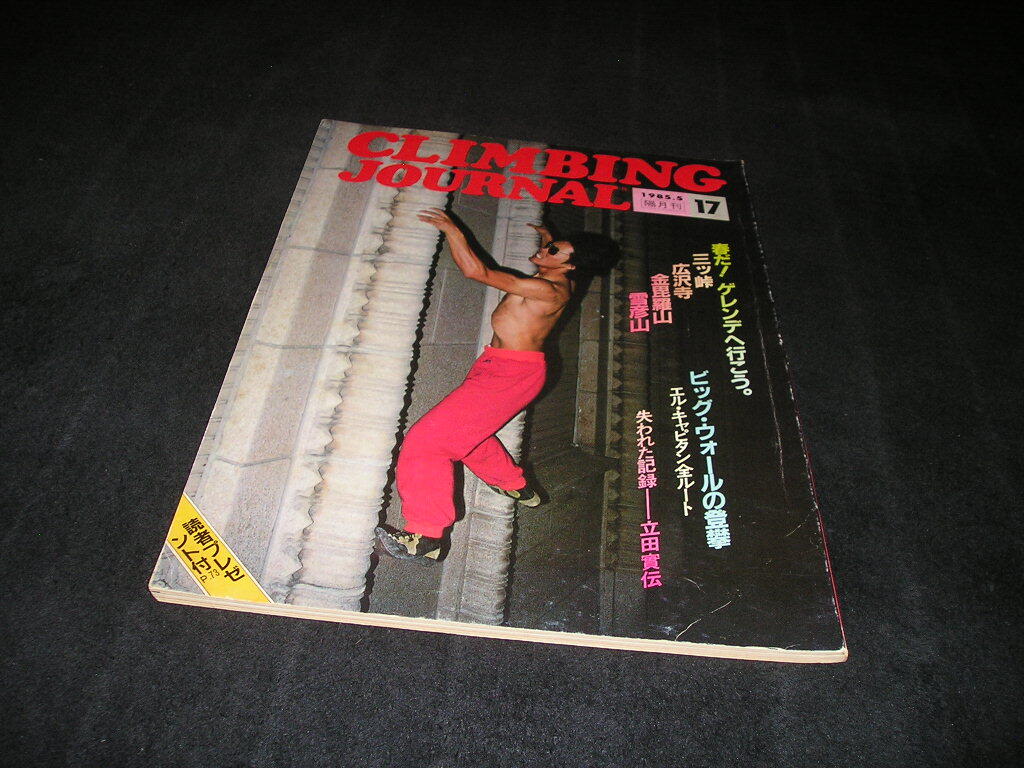 CLIMBING
JOURNAL
1985.5
隔月刊
17
春だ!ゲレンデへ行こう。
三ッ峠
広沢寺
金毘羅山
雪彦山
ビッグ・ウォールの登攀
エル・キャピタン全ルート
失われた記録――立田實伝
読者プレゼ
ント付
P.73